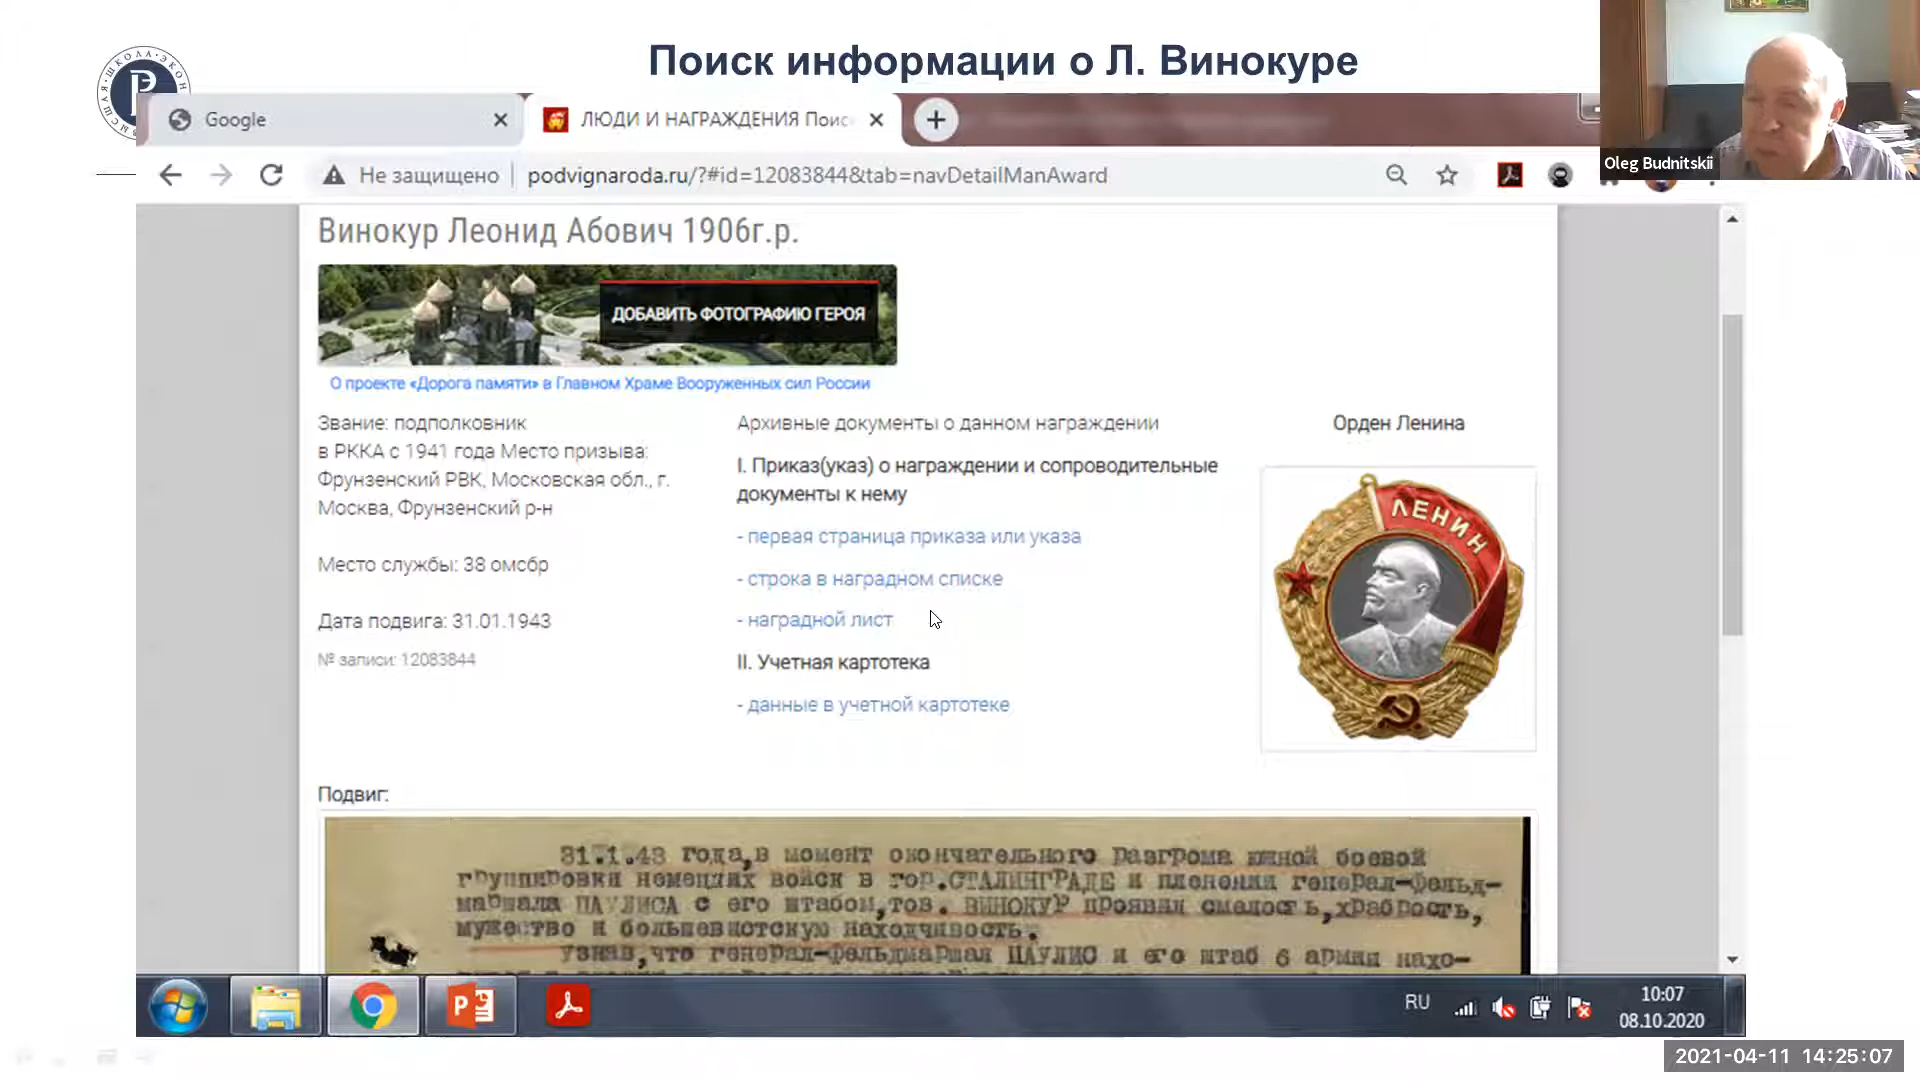 Поиск информации о Л. Винокуре
Oleg Budnitskii
Google
ЛЮДИ И НАГРАЖДЕНИЯ Поис
Не защищено
podvignaroda.ru/?#id=12083844&tab=navDetailManAward
Винокур Леонид Абович 1906г.р.
ДОБАВИТЬ ФОТОГРАФИЮ ГЕРОЯ
О проекте «Дорога памяти» в Главном Храме Вооруженных сил России
Звание: подполковник
в РККА с 1941 года Место призыва:
Фрунзенский РВК, Московская обл., г.
Москва, Фрунзенский р-н
Место службы: 38 омсбр
Дата подвига: 31.01.1943
№ записи: 12083844
Архивные документы о данном награждении
I. Приказ(указ) о награждении и сопроводительные
документы к нему
- первая страница приказа или указа
- строка в наградном списке
- наградной лист
II. Учетная картотека
- данные в учетной картотеке
Орден Ленина
ЛЕНИН
Подвиг:
31.1.43 года,в момент окончательного разгрома южной боевой
группировки немецких войск в гор.СТАЛИНГРАДЕ и пленения генерал-фельд-
маршала ПАУЛИСА с его штабом,тов. ВИНОКУР проявил смелость,храбрость,
мужество и большевистскую находчивость.
Узнав,что генерал-фельдмаршал ПАУЛИС и его штаб 6 армии нахо-
RU
10:07
08.10.2020
2021-04-11 14:25:07